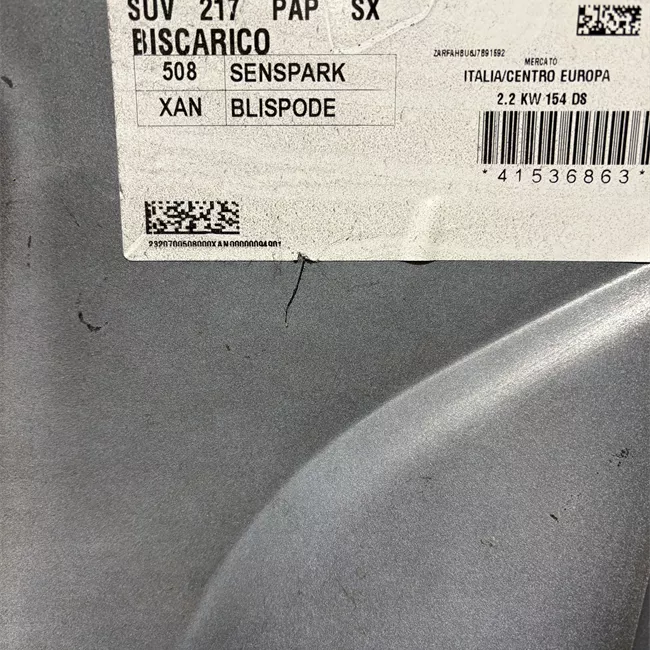 SUV 217 PAP SX
BISCARICO
508 SENSPARK
XAN BLISPODE
ZARFAHBU8J7B91592
MERCATO
ITALIA/CENTRO EUROPA
2.2 KW 154 DS
*41536863*